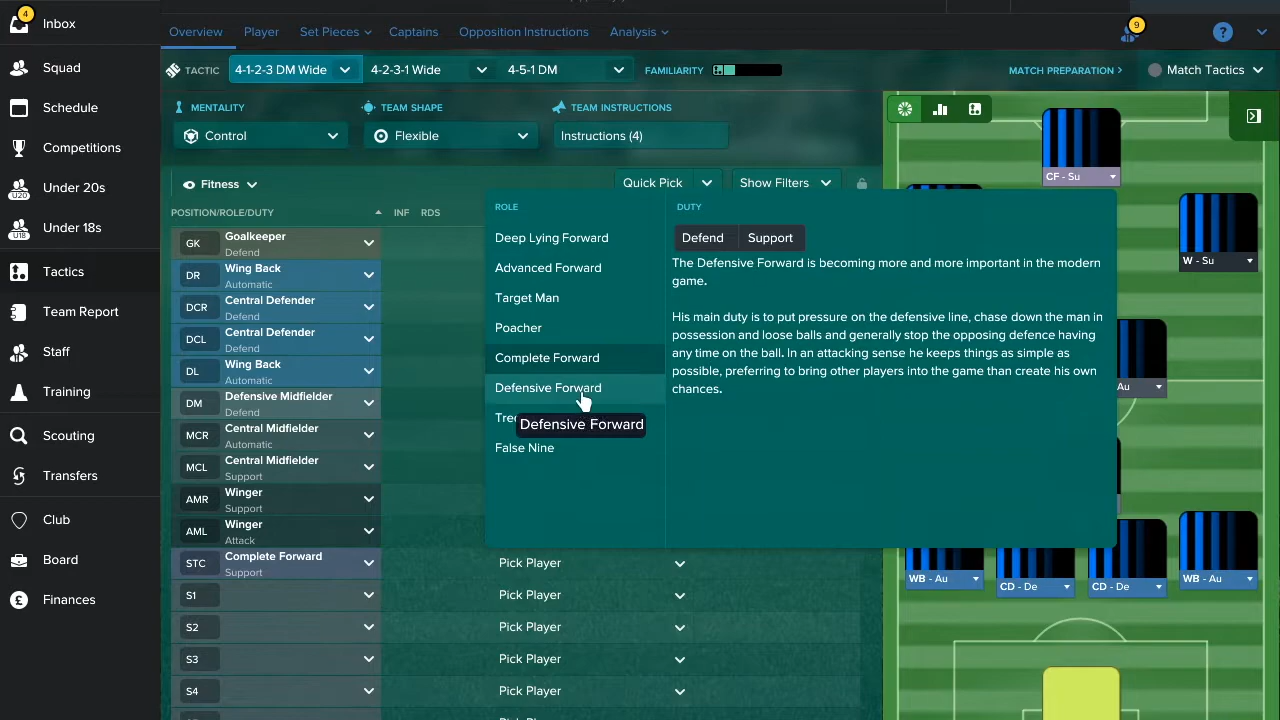 4
Inbox
Squad
Schedule
Competitions
U20
Under 20s
U18
Under 18s
Tactics
Team Report
Staff
Training
Scouting
Transfers
Club
Board
£ Finances
Overview Player Set Pieces Captains Opposition Instructions Analysis
9
?
TACTIC 4-1-2-3 DM Wide 4-2-3-1 Wide 4-5-1 DM FAMILIARITY MATCH PREPARATION > Match Tactics
MENTALITY TEAM SHAPE TEAM INSTRUCTIONS
Control Flexible Instructions (4)
Fitness Quick Pick Show Filters
POSITION/ROLE/DUTY INF RDS
GK Goalkeeper
Defend
DR Wing Back
Automatic
DCR Central Defender
Defend
DCL Central Defender
Defend
DL Wing Back
Automatic
DM Defensive Midfielder
Defend
MCR Central Midfielder
Automatic
MCL Central Midfielder
Support
AMR Winger
Support
AML Winger
Attack
STC Complete Forward
Support
Pick Player
S1 Pick Player
S2 Pick Player
S3 Pick Player
S4 Pick Player
ROLE
Deep Lying Forward
Advanced Forward
Target Man
Poacher
Complete Forward
Defensive Forward
Defensive Forward
False Nine
DUTY
Defend Support
The Defensive Forward is becoming more and more important in the modern
game.
His main duty is to put pressure on the defensive line, chase down the man in
possession and loose balls and generally stop the opposing defence having
any time on the ball. In an attacking sense he keeps things as simple as
possible, preferring to bring other players into the game than create his own
chances.
CF - Su
W - Su
Au
WB - Au CD - De CD - De WB - Au